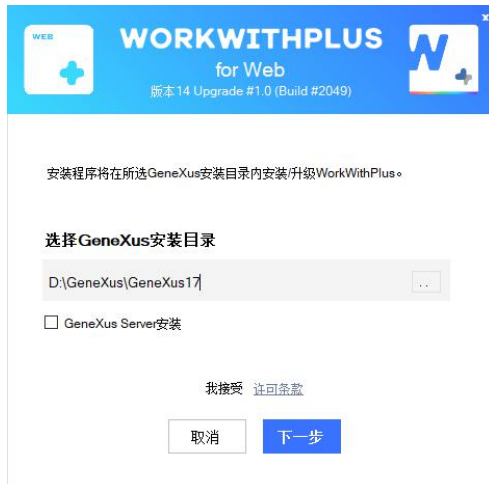 WEB
WORKWITHPLUS
for Web
版本14 Upgrade #1.0 (Build #2049)
x
安装程序将在所选GeneXus安装目录内安装/升级WorkWithPlus。
选择GeneXus安装目录
D:\GeneXus\GeneXus17
..
GeneXus Server安装
我接受 许可条款
取消 下一步